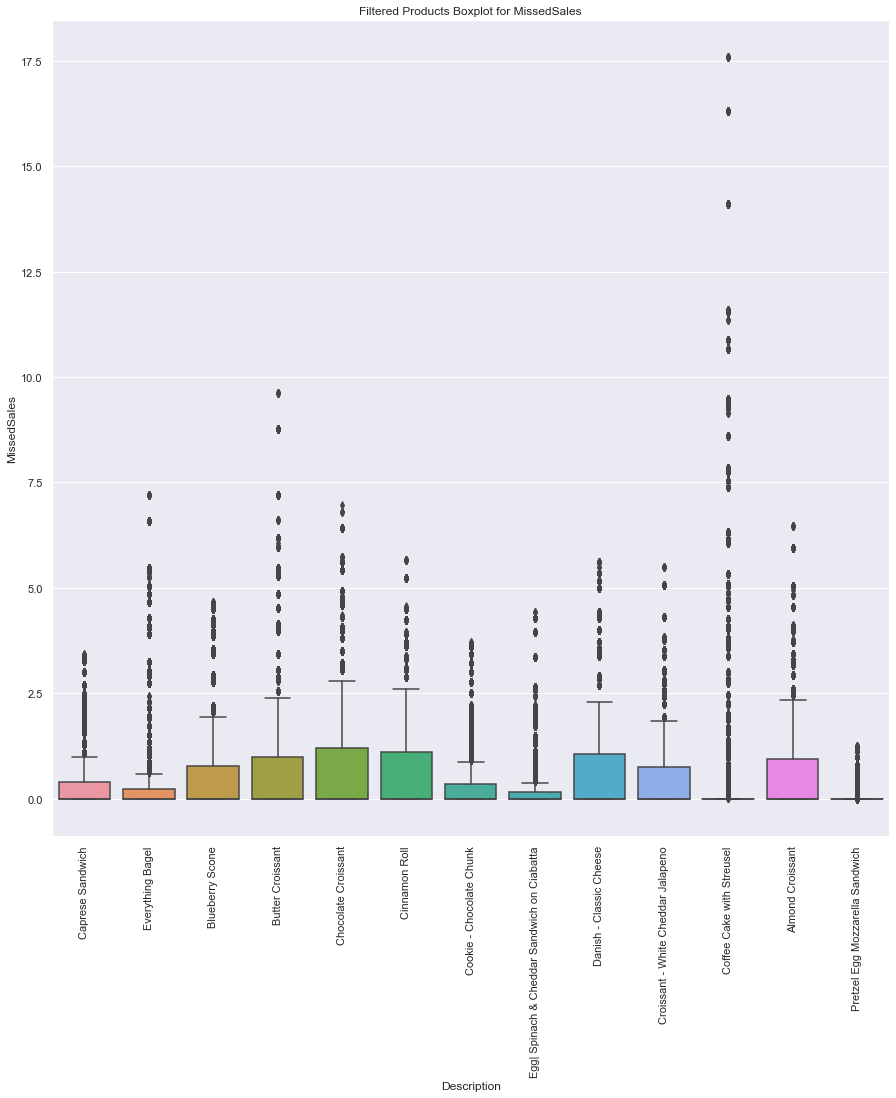 Filtered Products Boxplot for MissedSales
17.5
15.0
12.5
10.0
7.5
5.0
2.5
0.0
MissedSales
Caprese Sandwich
Everything Bagel
Blueberry Scone
Butter Croissant
Chocolate Croissant
Cinnamon Roll
Cookie - Chocolate Chunk
Egg| Spinach & Cheddar Sandwich on Ciabatta
Danish - Classic Cheese
Croissant - White Cheddar Jalapeno
Coffee Cake with Streusel
Almond Croissant
Pretzel Egg Mozzarella Sandwich
Description